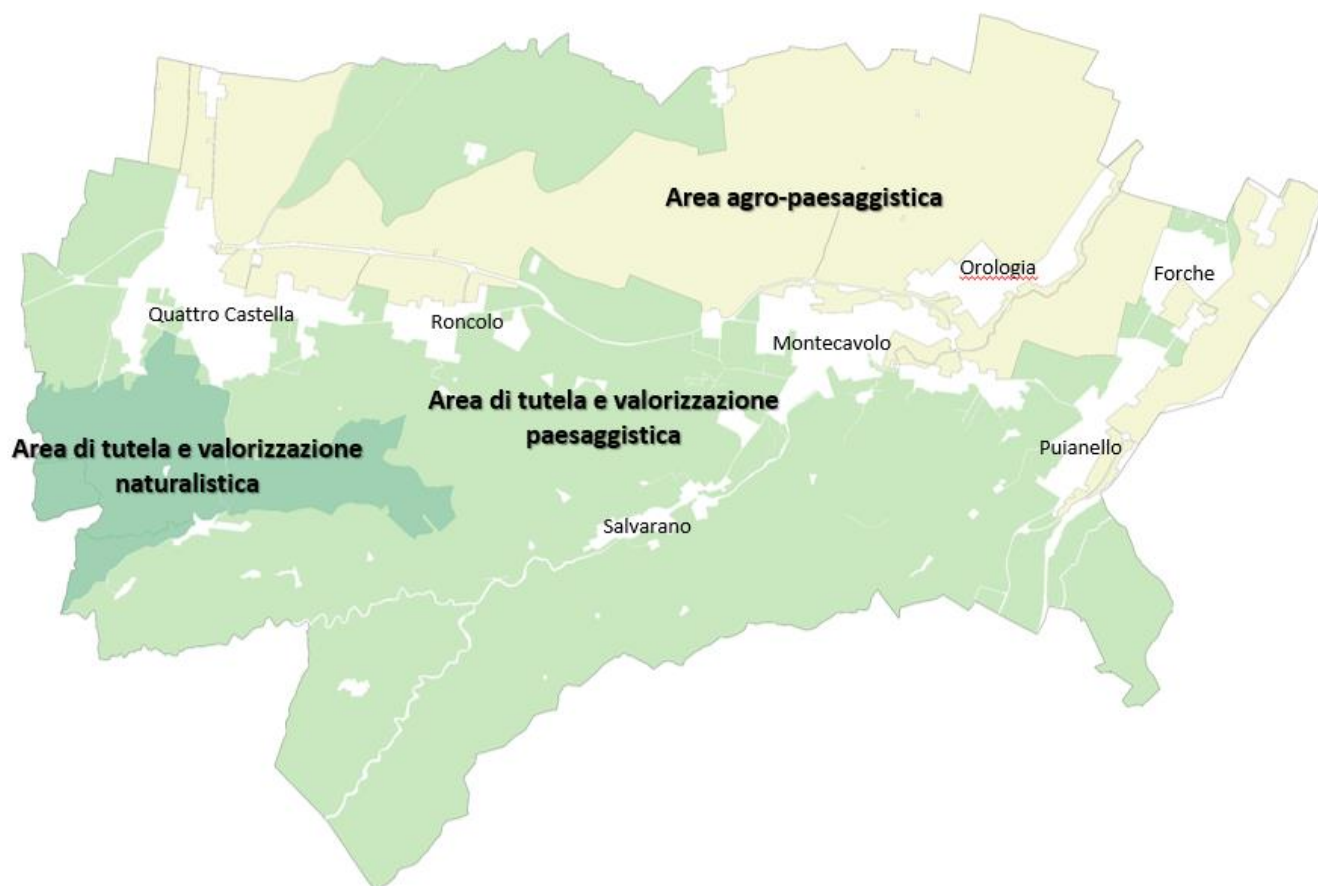 Area agro-paesaggistica
Orologia
Forche
Quattro Castella
Roncolo
Montecavolo
Area di tutela e valorizzazione
paesaggistica
Area di tutela e valorizzazione
naturalistica
Puianello
Salvarano